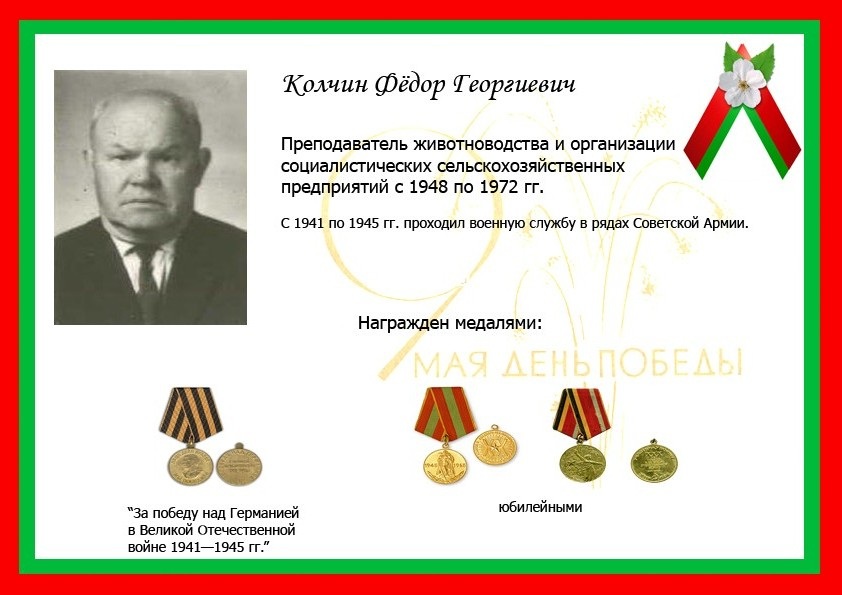 Колчин Фёдор Георгиевич
Преподаватель животноводства и организации
социалистических сельскохозяйственных
предприятий с 1948 по 1972 гг.
С 1941 по 1945 гг. проходил военную службу в рядах Советской Армии.
Награжден медалями:
9
МАЯ ДЕНЬ ПОБЕДЫ
“За победу над Германией
в Великой Отечественной
войне 1941—1945 гг.”
юбилейными